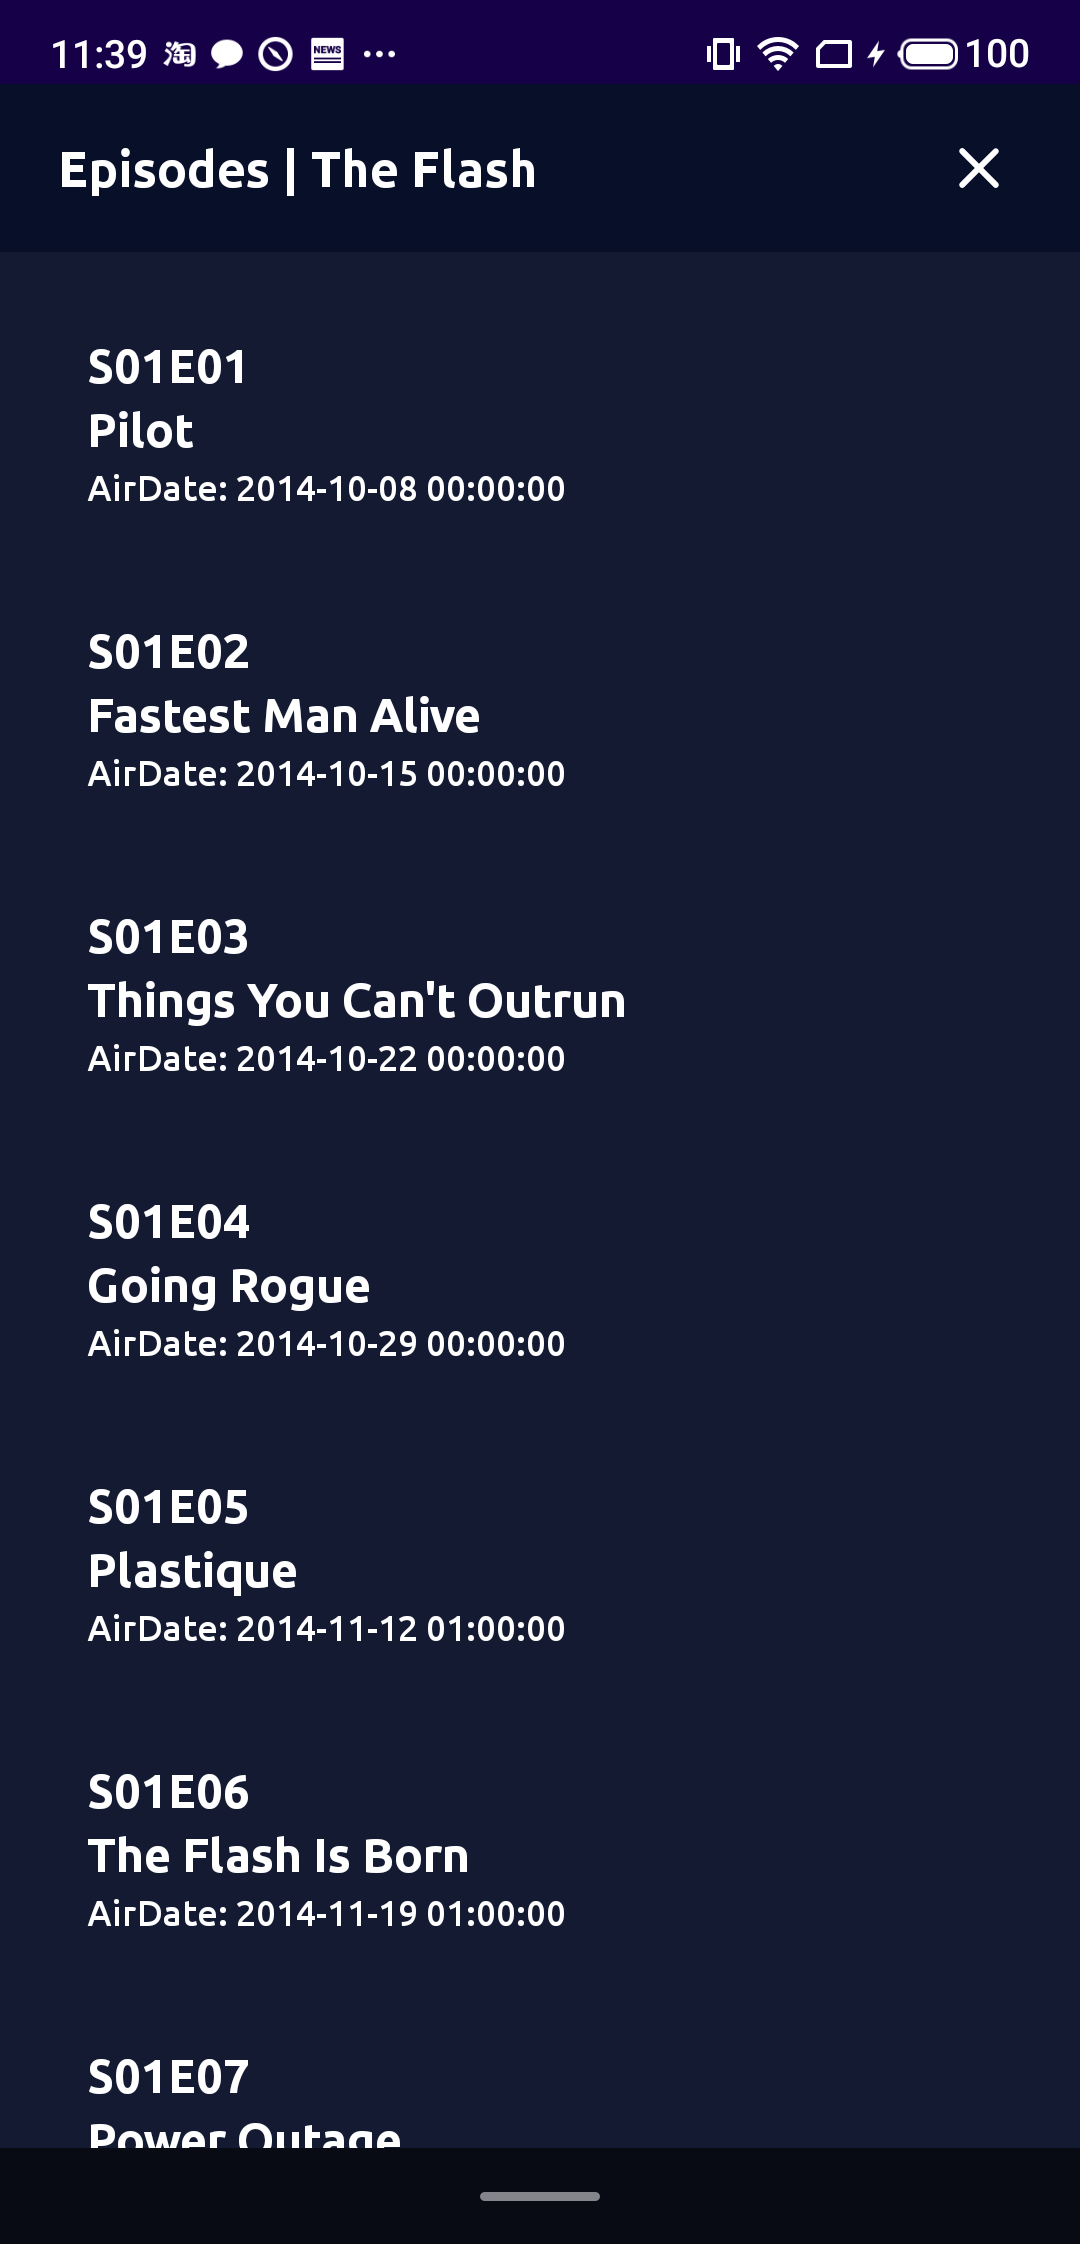 11:39 淘 NEWS ... 100
Episodes | The Flash
S01E01
Pilot
AirDate: 2014-10-08 00:00:00
S01E02
Fastest Man Alive
AirDate: 2014-10-15 00:00:00
S01E03
Things You Can't Outrun
AirDate: 2014-10-22 00:00:00
S01E04
Going Rogue
AirDate: 2014-10-29 00:00:00
S01E05
Plastique
AirDate: 2014-11-12 01:00:00
S01E06
The Flash Is Born
AirDate: 2014-11-19 01:00:00
S01E07
Power Outage